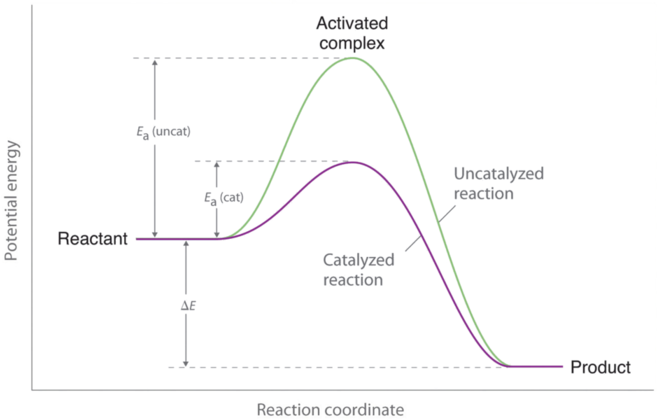 Activated
complex
Ea (uncat)
Ea (cat)
Uncatalyzed
reaction
Reactant
Catalyzed
reaction
ΔE
Product
Potential energy
Reaction coordinate